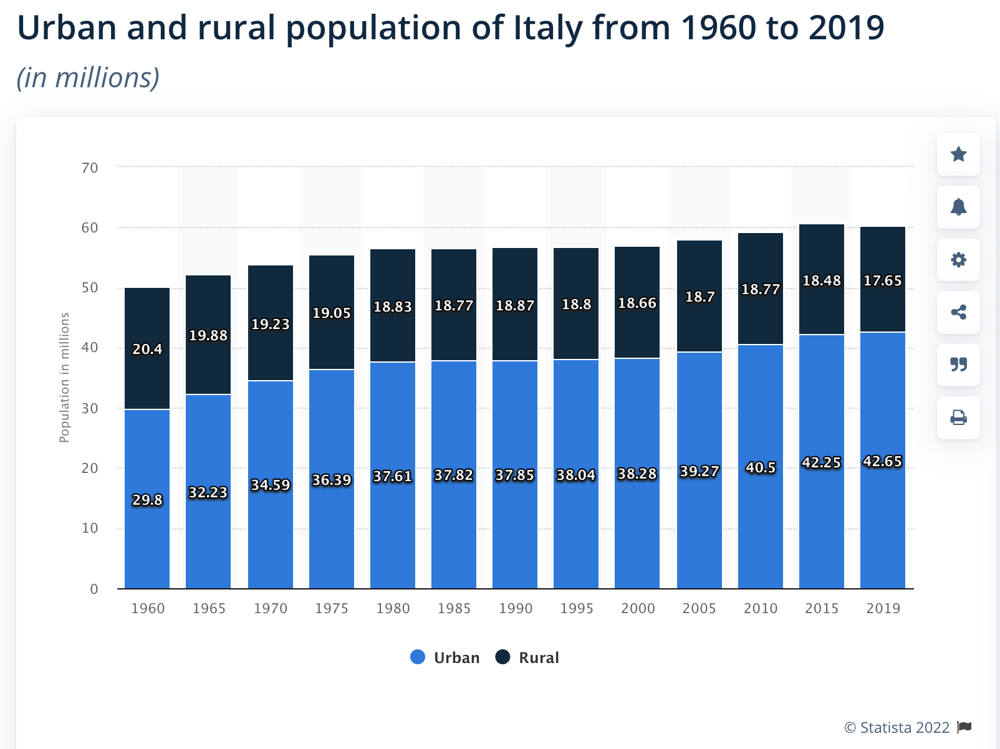 Urban and rural population of Italy from 1960 to 2019
(in millions)
Population in millions
70
60
50
40
30
20
10
0
20.4 19.88 19.23 19.05 18.83 18.77 18.87 18.8 18.66 18.7 18.77 18.48 17.65
29.8 32.23 34.59 36.39 37.61 37.82 37.85 38.04 38.28 39.27 40.5 42.25 42.65
1960 1965 1970 1975 1980 1985 1990 1995 2000 2005 2010 2015 2019
Urban Rural
© Statista 2022